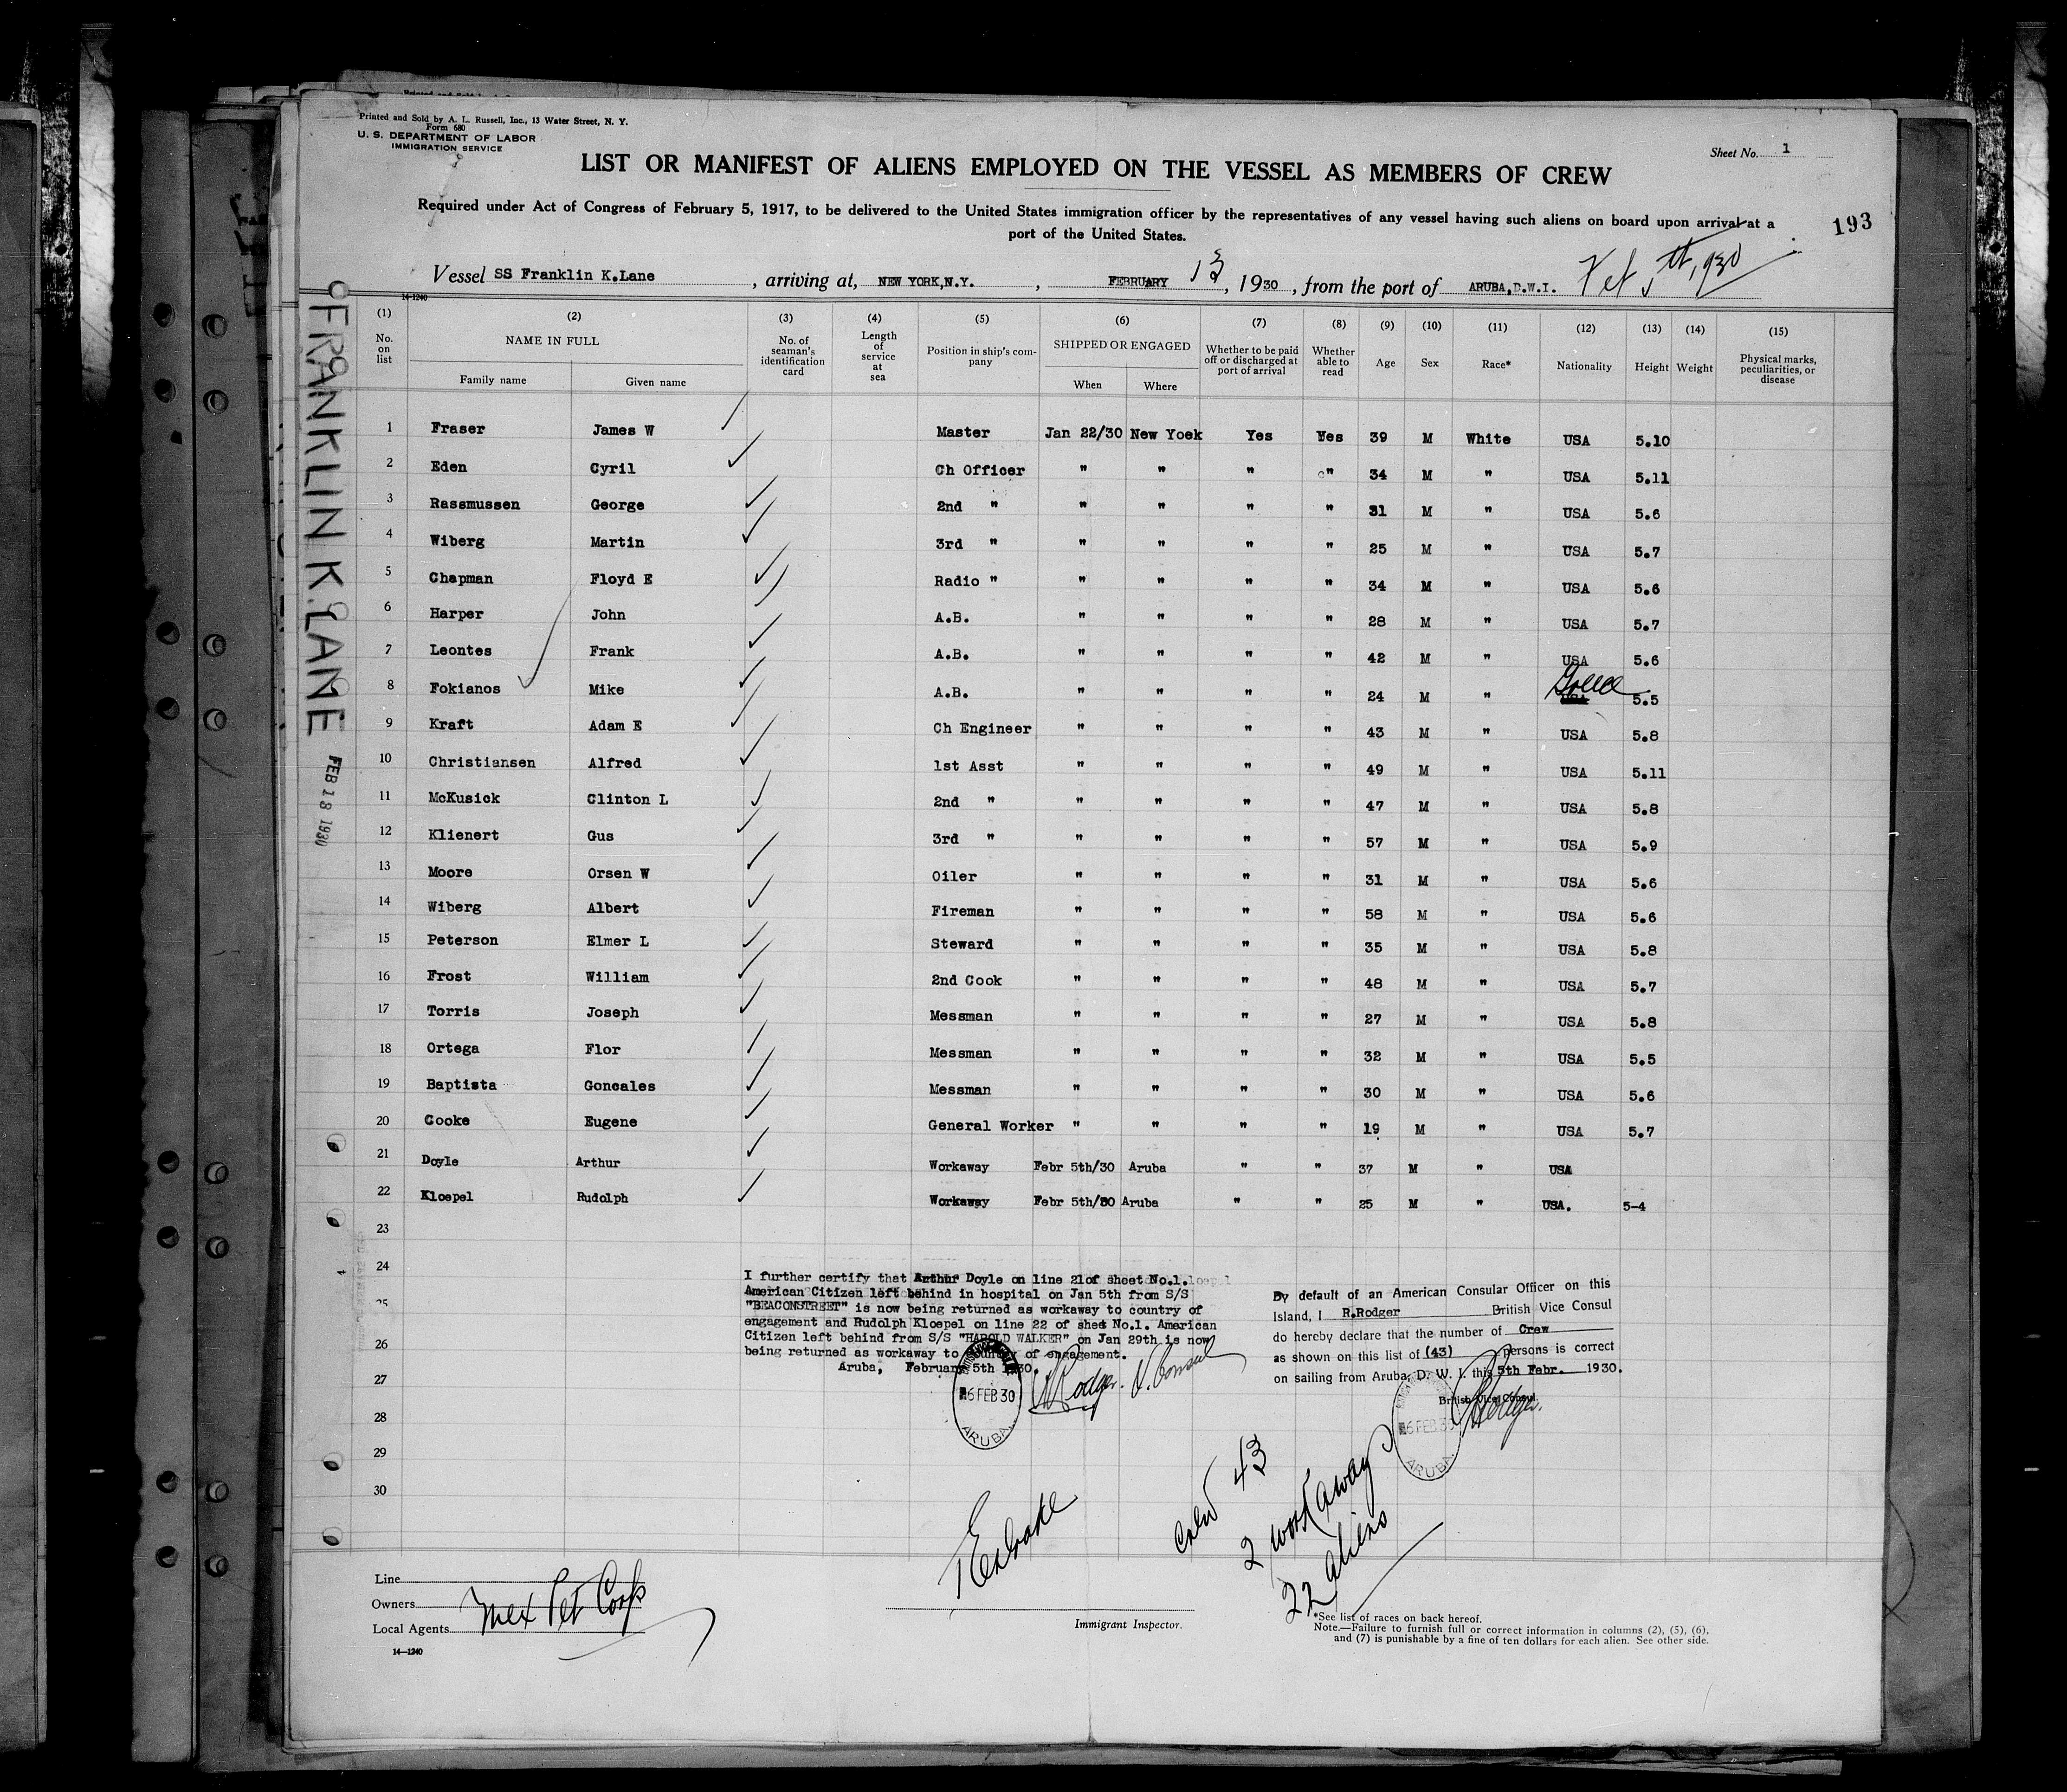 Printed and Sold by A. L. Russell, Inc., 13 Water Street, N. Y.
Form 680
U. S. DEPARTMENT OF LABOR
IMMIGRATION SERVICE
Sheet No. 1
LIST OR MANIFEST OF ALIENS EMPLOYED ON THE VESSEL AS MEMBERS OF CREW
Required under Act of Congress of February 5, 1917, to be delivered to the United States immigration officer by the representatives of any vessel having such aliens on board upon arrival at a
port of the United States.
193
Vessel SS Franklin K.Lane , arriving at, NEW YORK,N.Y. , FEBRUARY 13 , 1930 , from the port of ARUBA,D.W.I. Feb 5th, 1930
14-1240
(1) (2) (3) (4) (5) (6) (7) (8) (9) (10) (11) (12) (13) (14) (15)
No. on list NAME IN FULL Family name Given name No. of seaman's identification card Length of service at sea Position in ship's company SHIPPED OR ENGAGED When Where Whether to be paid off or discharged at port of arrival Whether able to read Age Sex Race* Nationality Height Weight Physical marks, peculiarities, or disease
1 Fraser James W Master Jan 22/30 New Yoek Yes Yes 39 M White USA 5.10
2 Eden Cyril Ch Officer " " " " 34 M " USA 5.11
3 Rassmussen George 2nd " " " " " 31 M " USA 5.6
4 Wiberg Martin 3rd " " " " " 25 M " USA 5.7
5 Chapman Floyd E Radio " " " " " 34 M " USA 5.6
6 Harper John A.B. " " " " 28 M " USA 5.7
7 Leontes Frank A.B. " " " " 42 M " USA 5.6
8 Fokianos Mike A.B. " " " " 24 M " Greece USA 5.5
9 Kraft Adam E Ch Engineer " " " " 43 M " USA 5.8
10 Christiansen Alfred 1st Asst " " " " 49 M " USA 5.11
11 McKusick Clinton L 2nd " " " " " 47 M " USA 5.8
12 Klienert Gus 3rd " " " " " 57 M " USA 5.9
13 Moore Orsen W Oiler " " " " 31 M " USA 5.6
14 Wiberg Albert Fireman " " " " 58 M " USA 5.6
15 Peterson Elmer L Steward " " " " 35 M " USA 5.8
16 Frost William 2nd Cook " " " " 48 M " USA 5.7
17 Torris Joseph Messman " " " " 27 M " USA 5.8
18 Ortega Flor Messman " " " " 32 M " USA 5.5
19 Baptista Goncales Messman " " " " 30 M " USA 5.6
20 Cooke Eugene General Worker " " " " 19 M " USA 5.7
21 Doyle Arthur Workaway Febr 5th/30 Aruba " " 37 M " USA
22 Kloepel Rudolph Workaway Febr 5th/30 Aruba " " 25 M " USA. 5-4
23
24
25
26
27
28
29
30
I further certify that Arthur Doyle on line 21of sheet No.1.
American Citizen left behind in hospital on Jan 5th from S/S
"BEACONSTREET" is now being returned as workaway to country of
engagement and Rudolph Kloepel on line 22 of sheet No.1. American
Citizen left behind from S/S "HAROLD WALKER" on Jan 29th is now
being returned as workaway to country of engagement.
Aruba, February 5th 1930.
RRodger. V. Consul
6 FEB 30
ARUBA
By default of an American Consular Officer on this
Island, I R.Rodger British Vice Consul
do hereby declare that the number of Crew
as shown on this list of (43) persons is correct
on sailing from Aruba, D. W. I. this 5th Febr. 1930.
British Vice Consul.
RRodger.
6 FEB 30
ARUBA
Crew 43
2 workaways
22 aliens
Line
Owners
Local Agents Mex Pet Corp
14—1240
Immigrant Inspector.
*See list of races on back hereof.
Note.—Failure to furnish full or correct information in columns (2), (5), (6),
and (7) is punishable by a fine of ten dollars for each alien. See other side.
FRANKLIN K. LANE
FEB 18 1930